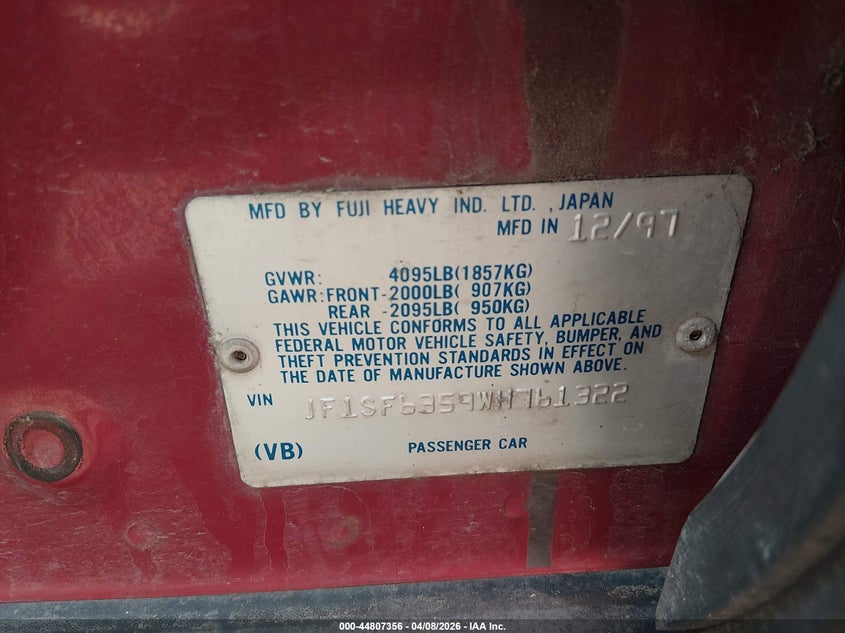 MFD BY FUJI HEAVY IND. LTD. , JAPAN
MFD IN 12/97
GVWR: 4095LB(1857KG)
GAWR:FRONT-2000LB( 907KG)
REAR -2095LB( 950KG)
THIS VEHICLE CONFORMS TO ALL APPLICABLE
FEDERAL MOTOR VEHICLE SAFETY, BUMPER, AND
THEFT PREVENTION STANDARDS IN EFFECT ON
THE DATE OF MANUFACTURE SHOWN ABOVE.
VIN JF1SF6359WH761322
(VB) PASSENGER CAR
000-44807356 | 04/08/2026 - IAA Inc.